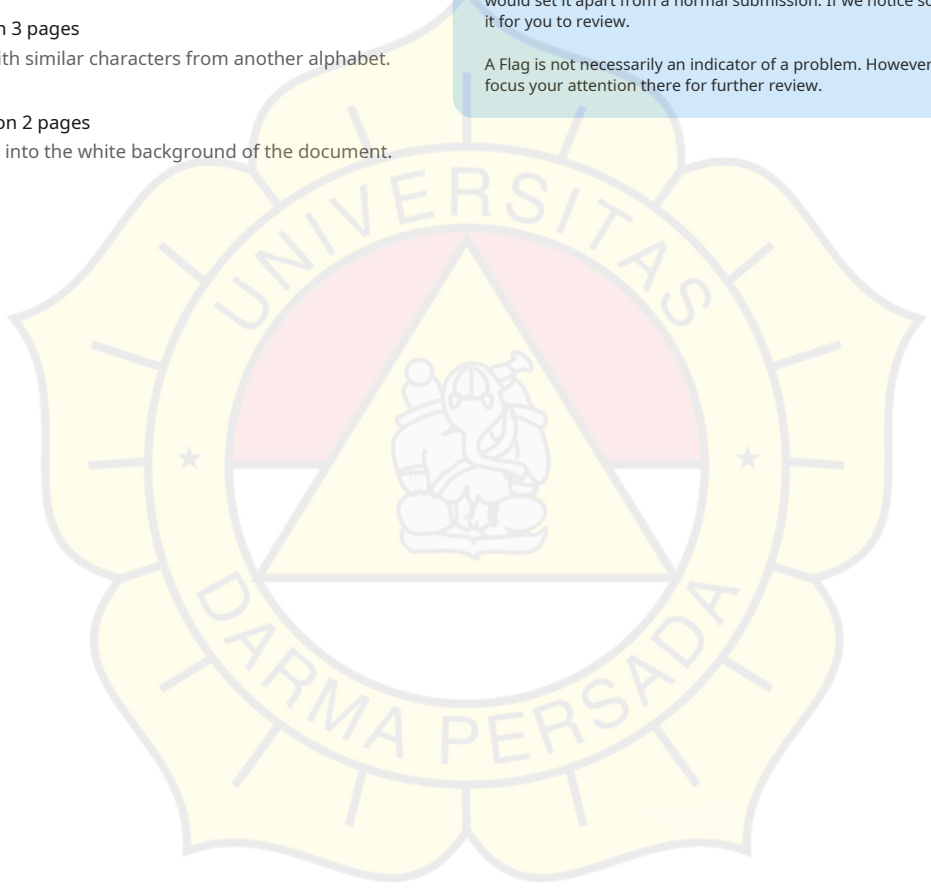 3 pages
with similar characters from another alphabet.
on 2 pages
into the white background of the document.
would set it apart from a normal submission. If we notice
it for you to review.
A Flag is not necessarily an indicator of a problem. However
focus your attention there for further review.
UNIVERSITAS
DARMA PERSADA